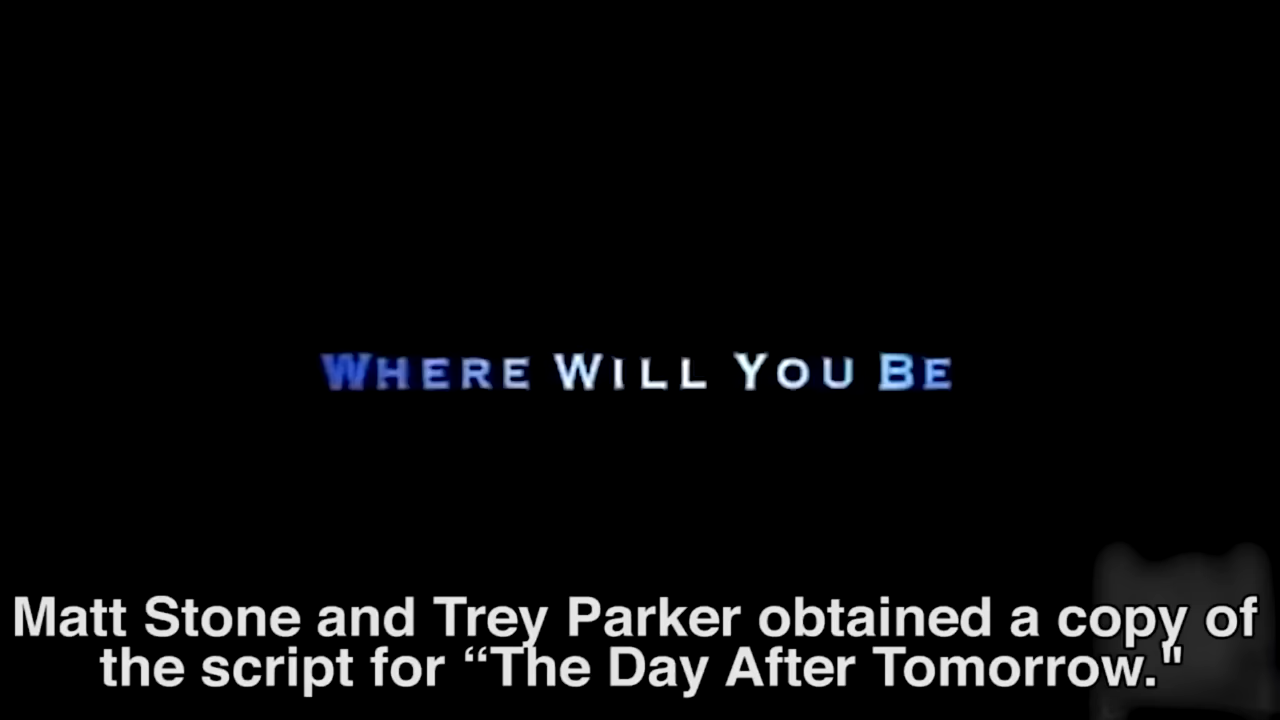 WHERE WILL YOU BE
Matt Stone and Trey Parker obtained a copy of
the script for “The Day After Tomorrow."